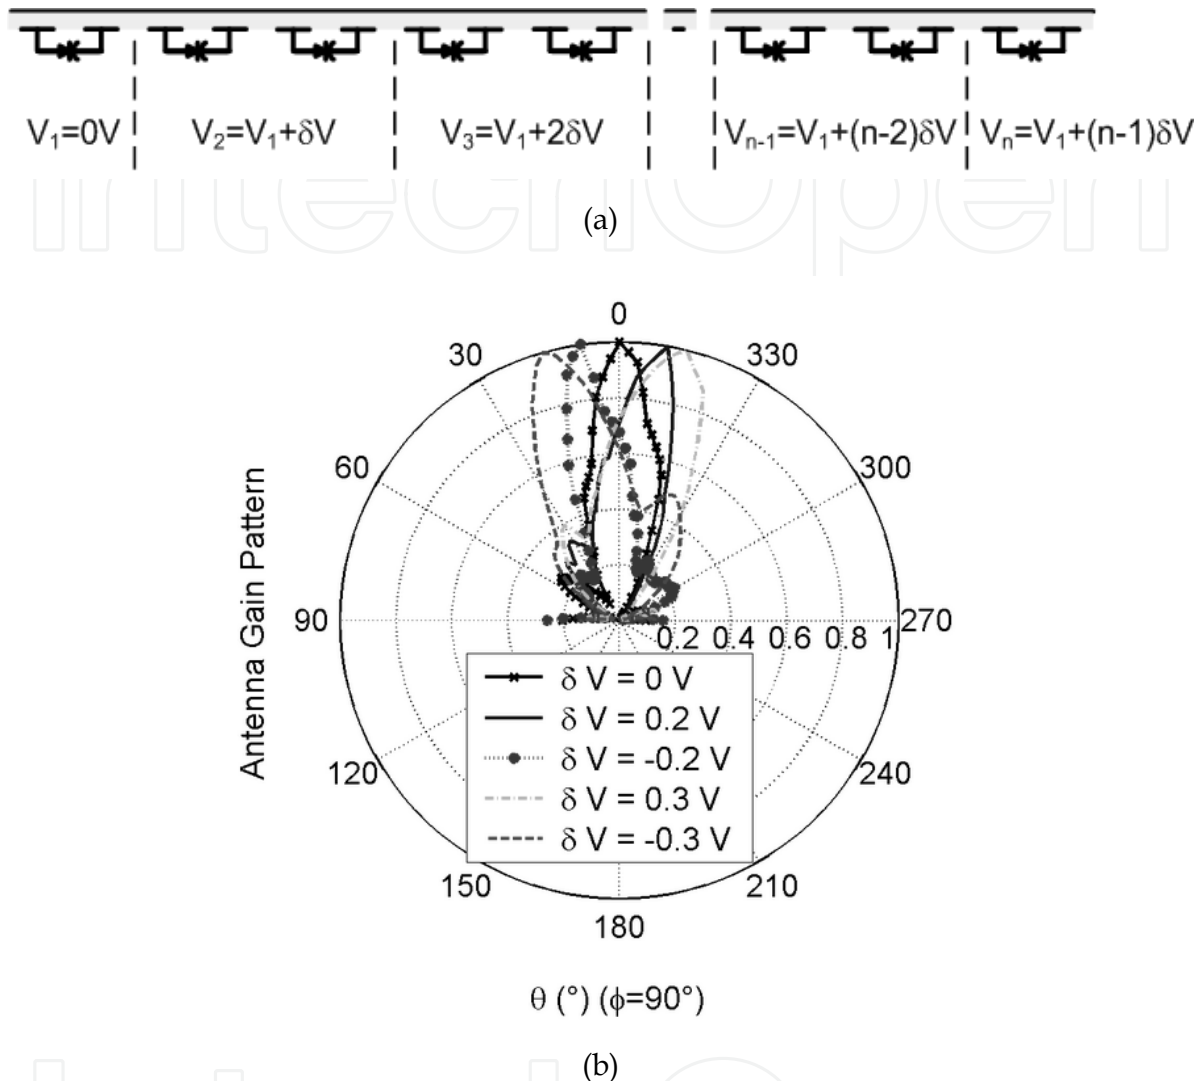 V₁=0V V₂=V₁+δV V₃=V₁+2δV Vₙ₋₁=V₁+(n-2)δV Vₙ=V₁+(n-1)δV
IntechOpen
(a)
0
30 330
60 300
90 270
0.2 0.4 0.6 0.8 1
Antenna Gain Pattern
δ V = 0 V
δ V = 0.2 V
δ V = -0.2 V
δ V = 0.3 V
δ V = -0.3 V
120 240
150 210
180
θ (°) (ϕ=90°)
(b)